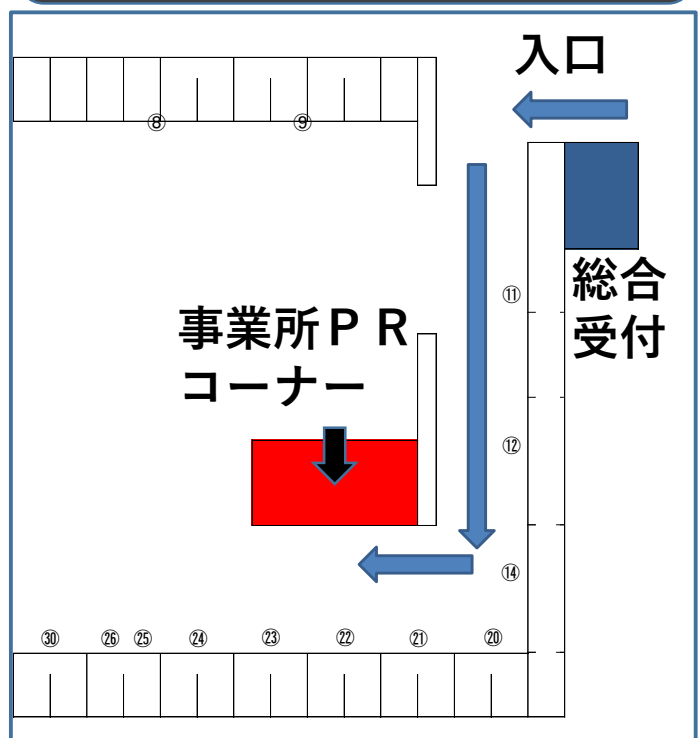 入口
⑧ ⑨
総合
受付
⑪
事業所ＰＲ
コーナー
⑫
⑭
㉚ ㉖ ㉕ ㉔ ㉓ ㉒ ㉑ ⑳